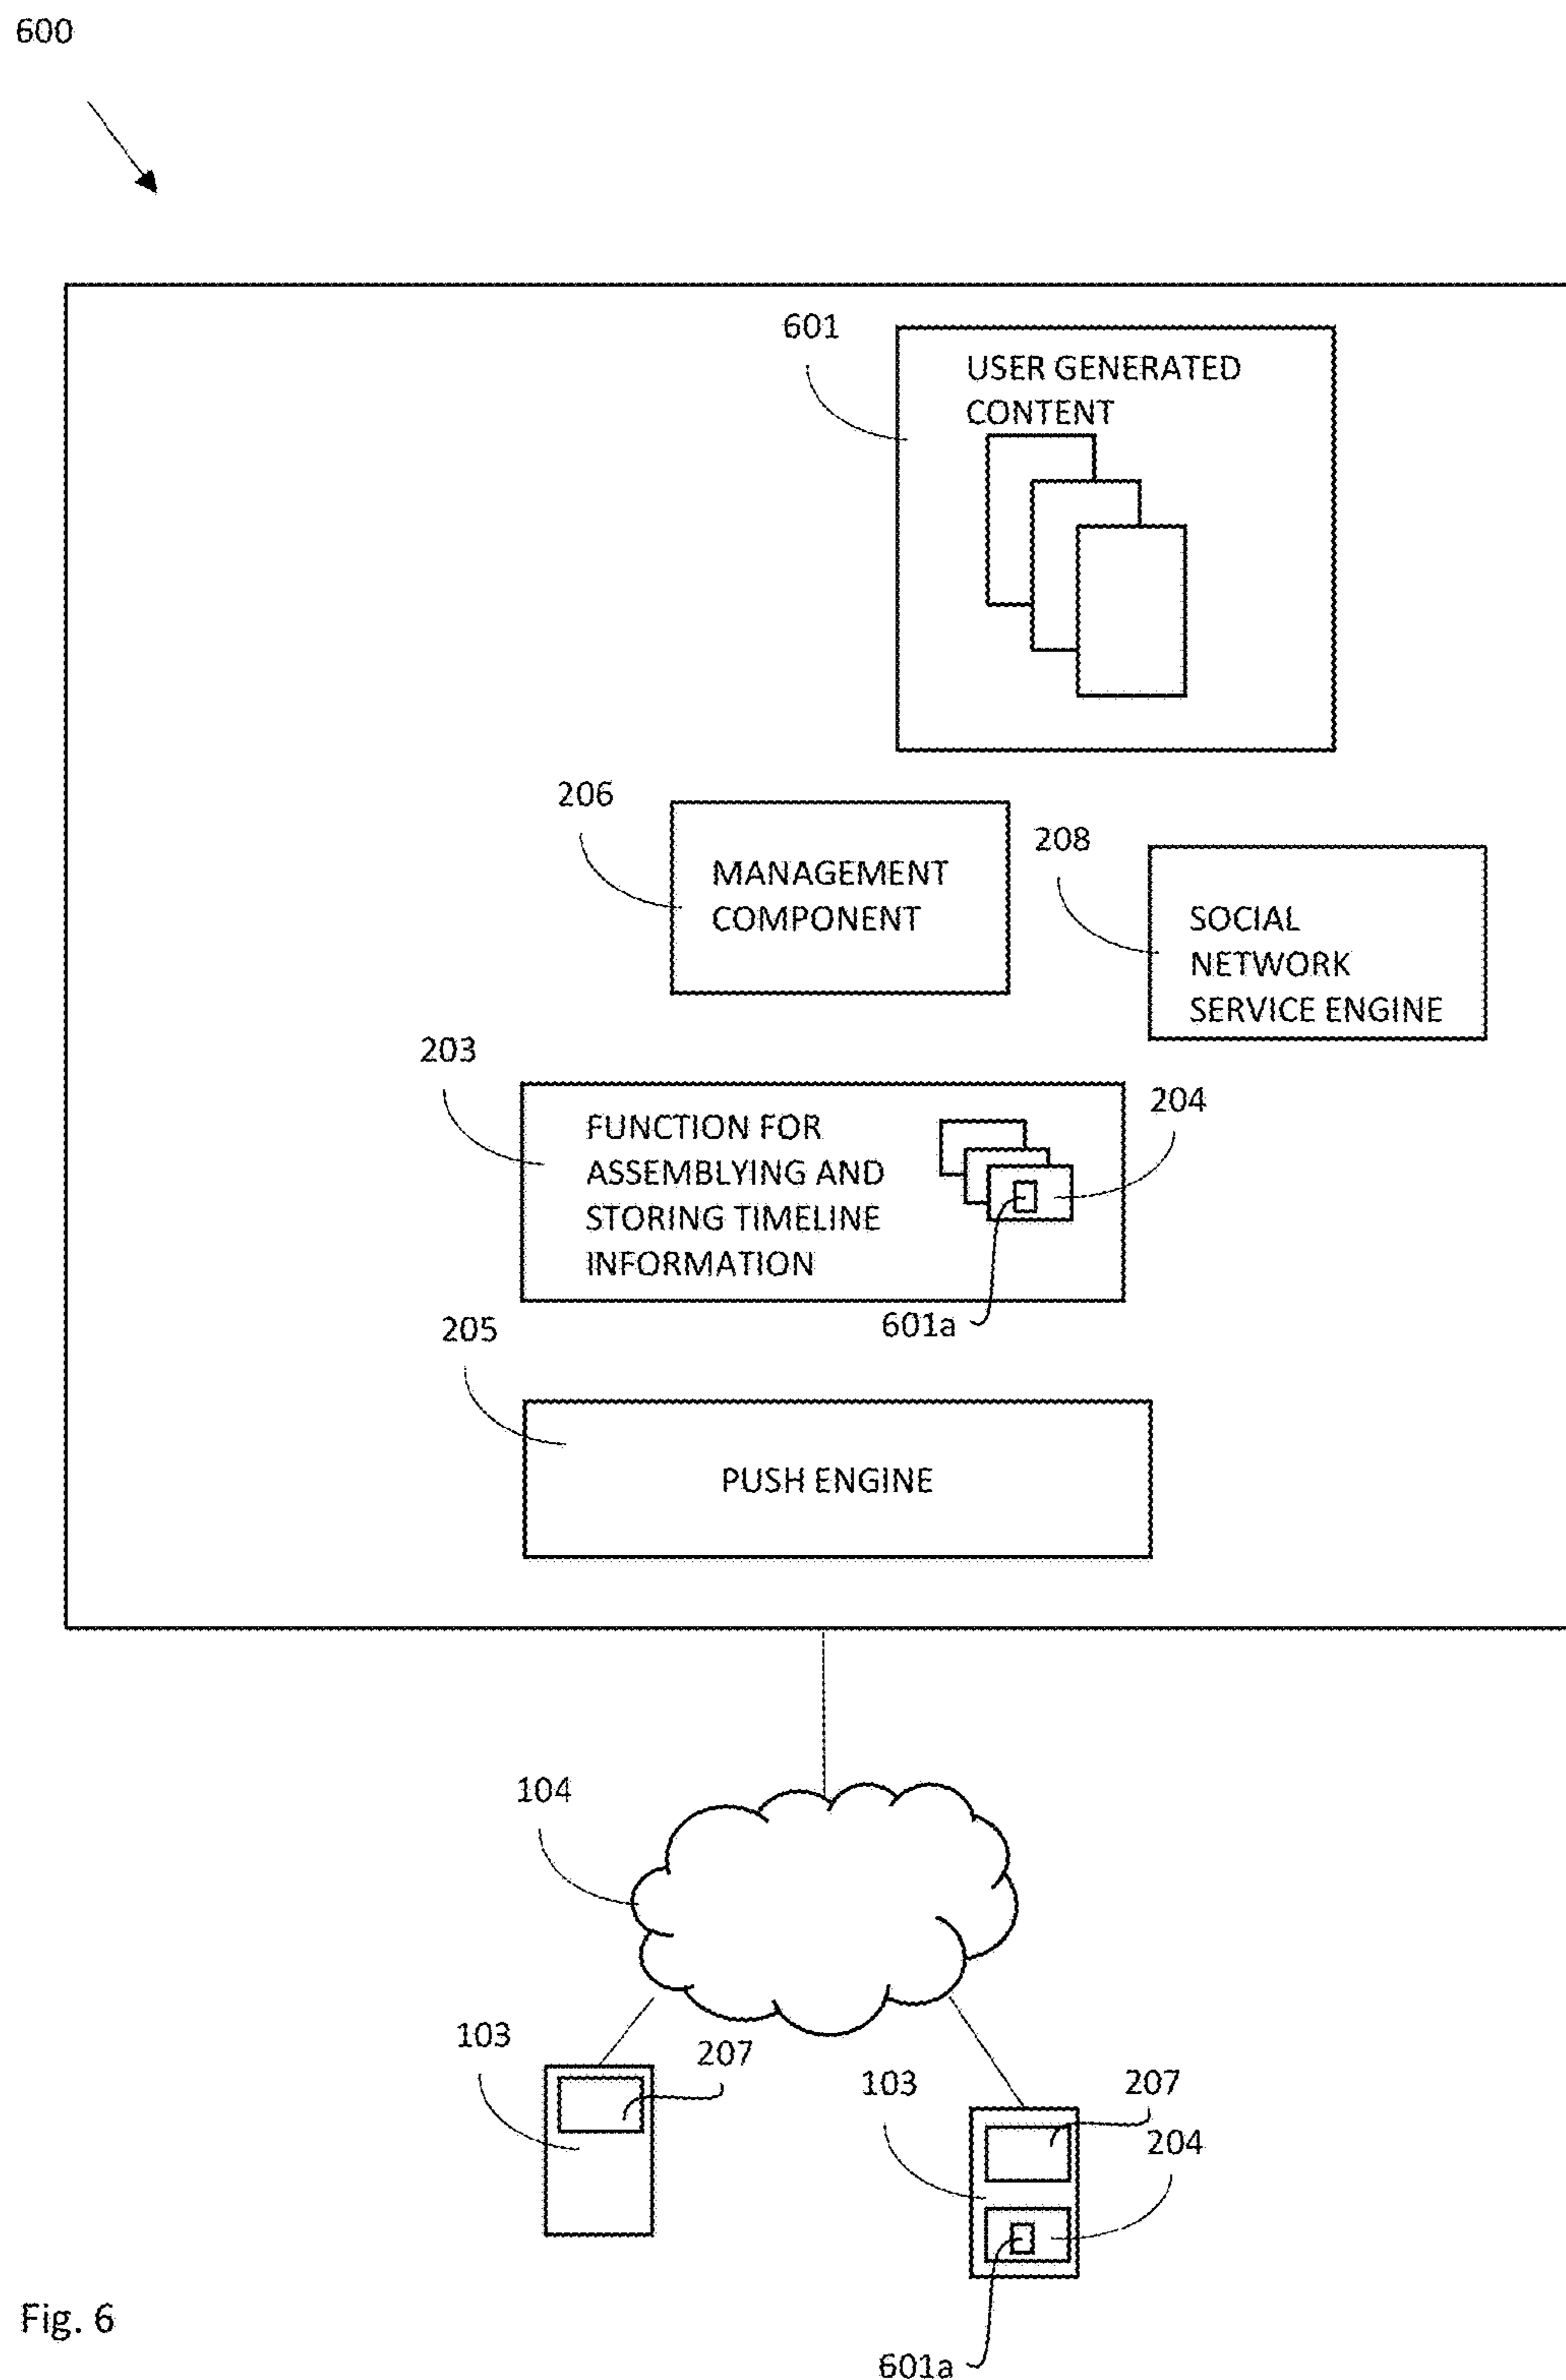 600
601
USER GENERATED
CONTENT
206
MANAGEMENT
COMPONENT
208
SOCIAL
NETWORK
SERVICE ENGINE
203
FUNCTION FOR
ASSEMBLYING AND
STORING TIMELINE
INFORMATION
204
601a
205
PUSH ENGINE
104
103
207
103
207
204
601a
Fig. 6